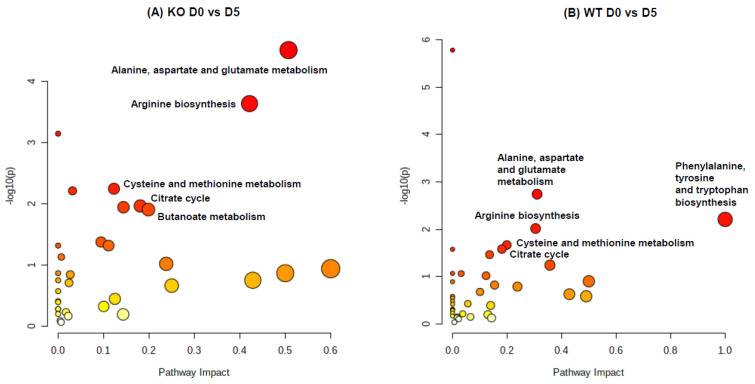 (A) KO D0 vs D5
Alanine, aspartate and glutamate metabolism
Arginine biosynthesis
Cysteine and methionine metabolism
Citrate cycle
Butanoate metabolism
-log10(p)
4
3
2
1
0
0.0 0.1 0.2 0.3 0.4 0.5 0.6
Pathway Impact
(B) WT D0 vs D5
Alanine, aspartate
and glutamate
metabolism
Phenylalanine,
tyrosine
and tryptophan
biosynthesis
Arginine biosynthesis
Cysteine and methionine metabolism
Citrate cycle
-log10(p)
6
5
4
3
2
1
0
0.0 0.2 0.4 0.6 0.8 1.0
Pathway Impact